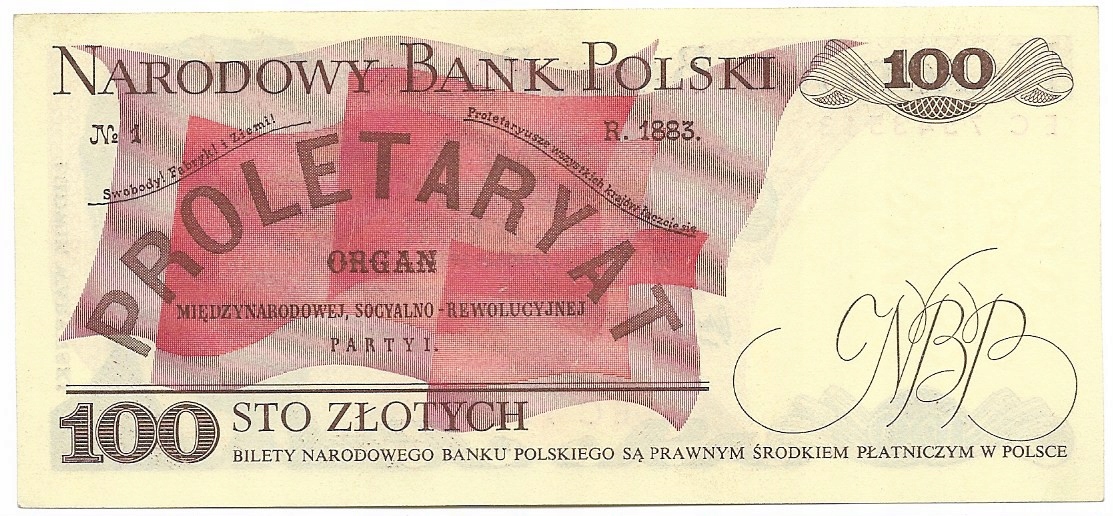 NARODOWY BANK POLSKI
100
№ 1
Swobody! Fabryk! i Ziemi!
Proletaryusze wszystkich krajów łączcie się
R. 1883.
PROLETARYAT
ORGAN
MIĘDZYNARODOWEJ, SOCYALNO-REWOLUCYJNEJ
PARTYI.
NBP
100 STO ZŁOTYCH
BILETY NARODOWEGO BANKU POLSKIEGO SĄ PRAWNYM ŚRODKIEM PŁATNICZYM W POLSCE